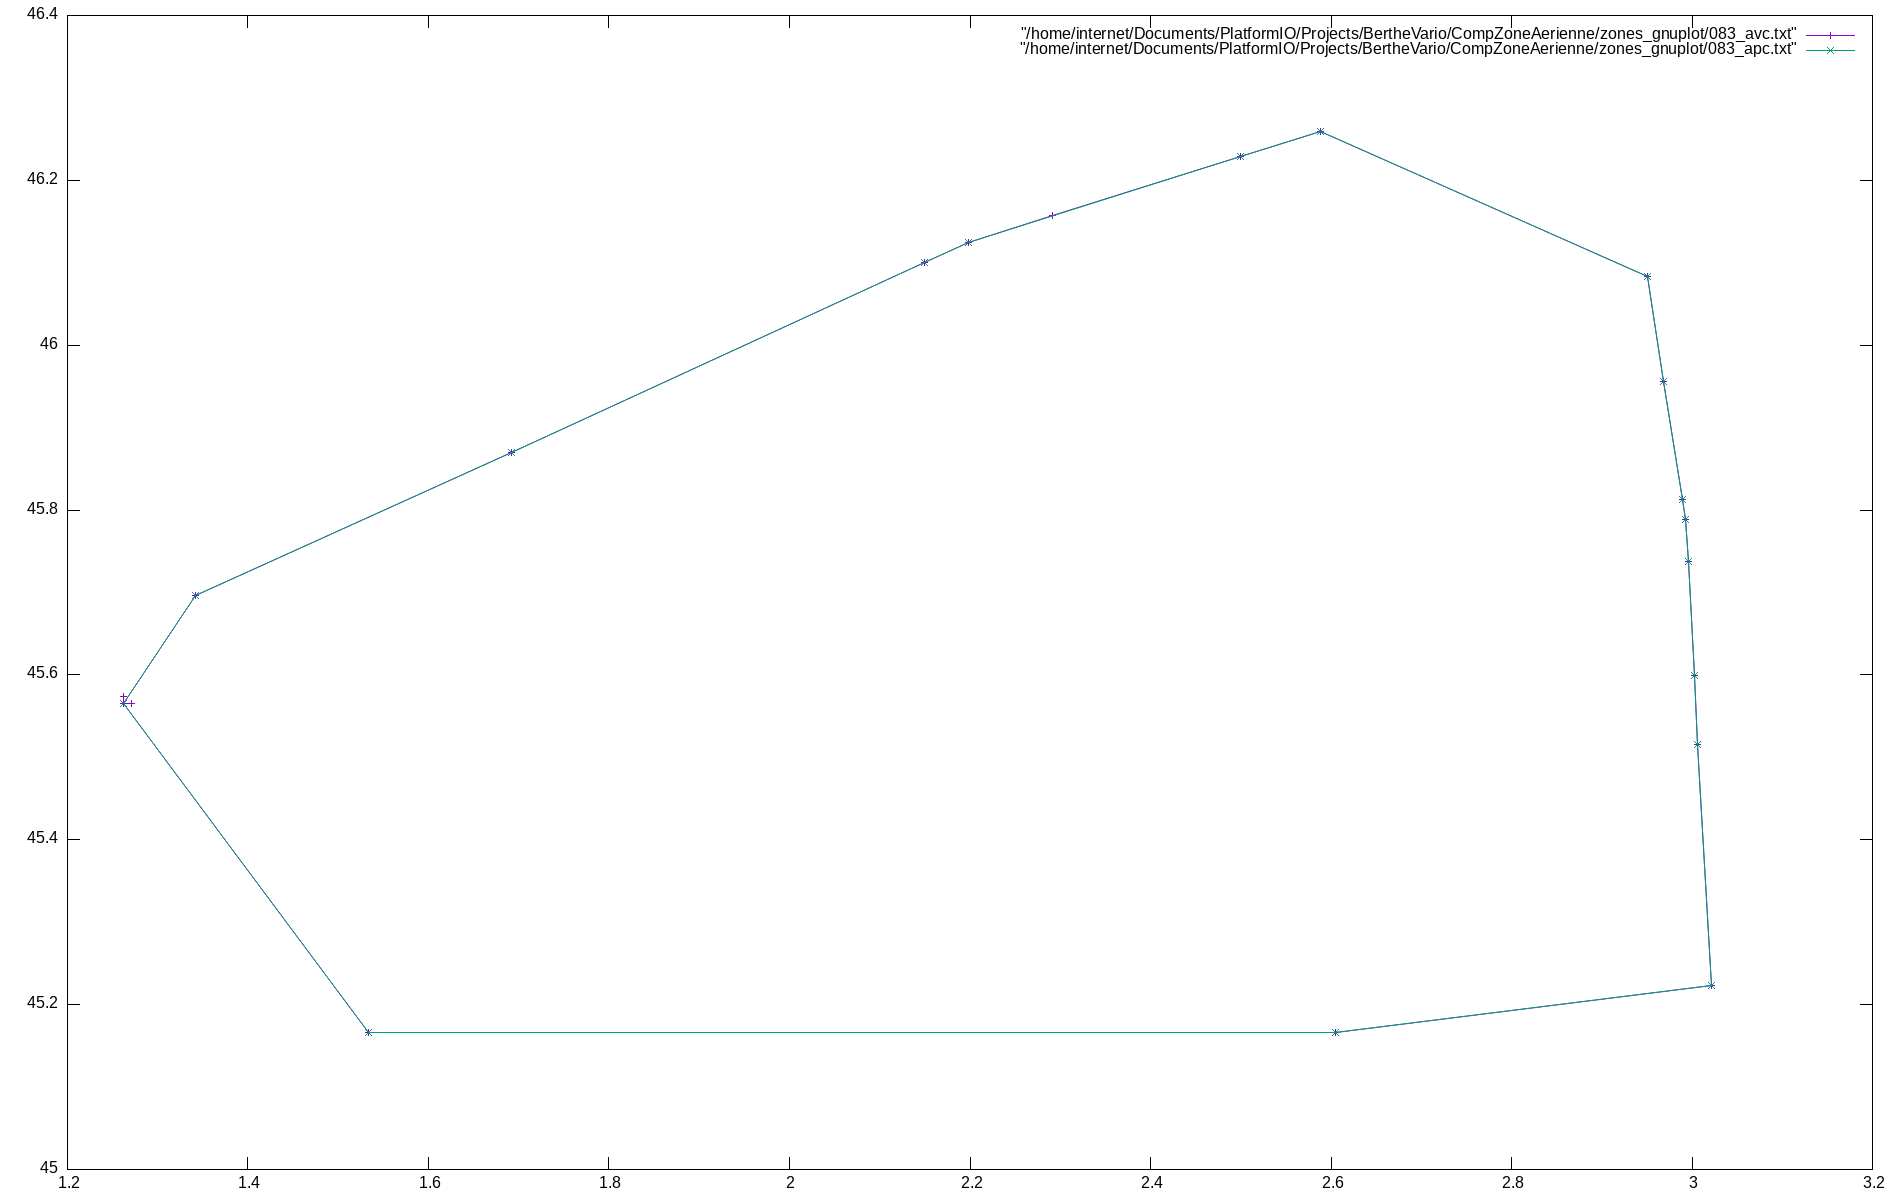 46.4
"/home/internet/Documents/PlatformIO/Projects/BertheVario/CompZoneAerienne/zones_gnuplot/083_avc.txt"
"/home/internet/Documents/PlatformIO/Projects/BertheVario/CompZoneAerienne/zones_gnuplot/083_apc.txt"
46.2
46
45.8
45.6
45.4
45.2
45
1.2 1.4 1.6 1.8 2 2.2 2.4 2.6 2.8 3 3.2